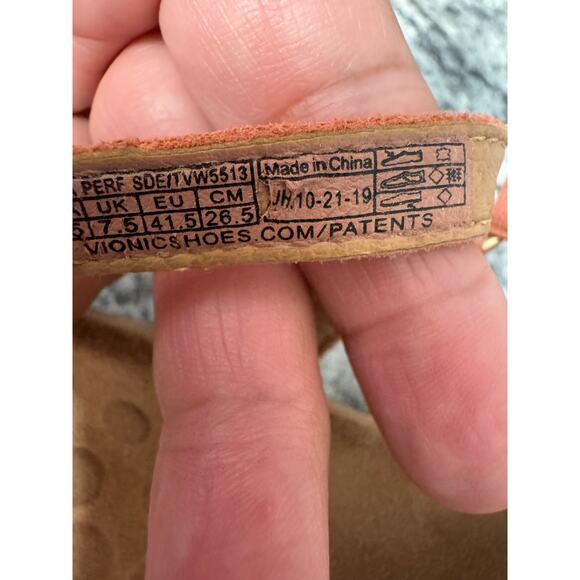 PERF SDE/TVW5513
UK EU CM
7.5 41.5 26.5
Made in China
JH.10-21-19
VIONICSHOES.COM/PATENTS